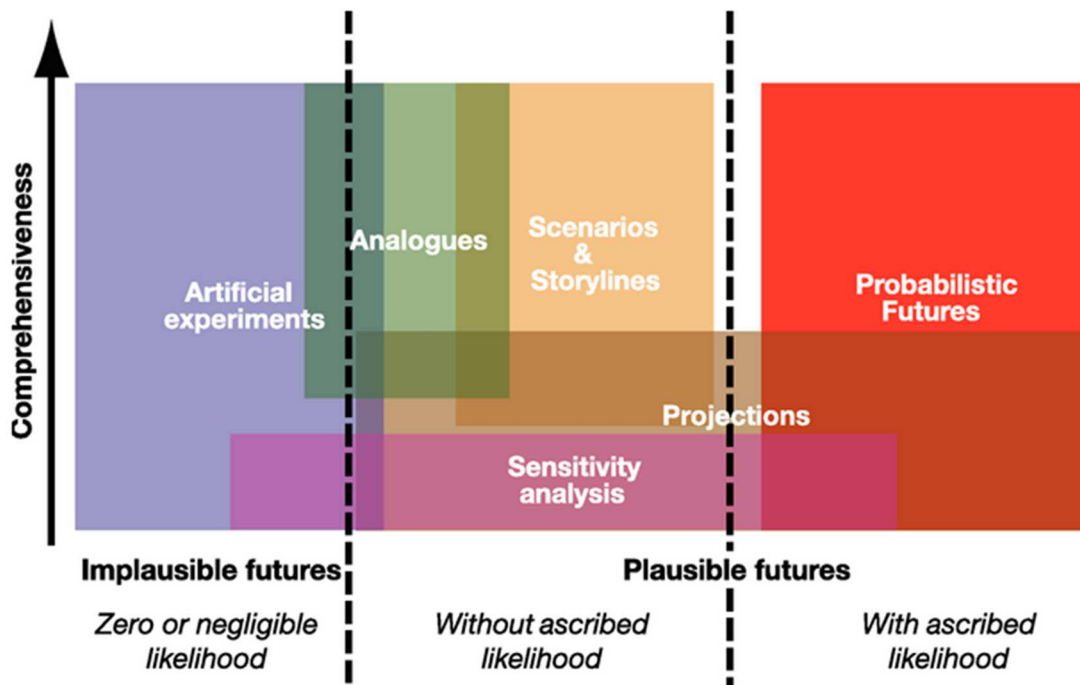 Comprehensiveness
Analogues
Scenarios
&
Storylines
Artificial
experiments
Probabilistic
Futures
Projections
Sensitivity
analysis
Implausible futures
Plausible futures
Zero or negligible
likelihood
Without ascribed
likelihood
With ascribed
likelihood